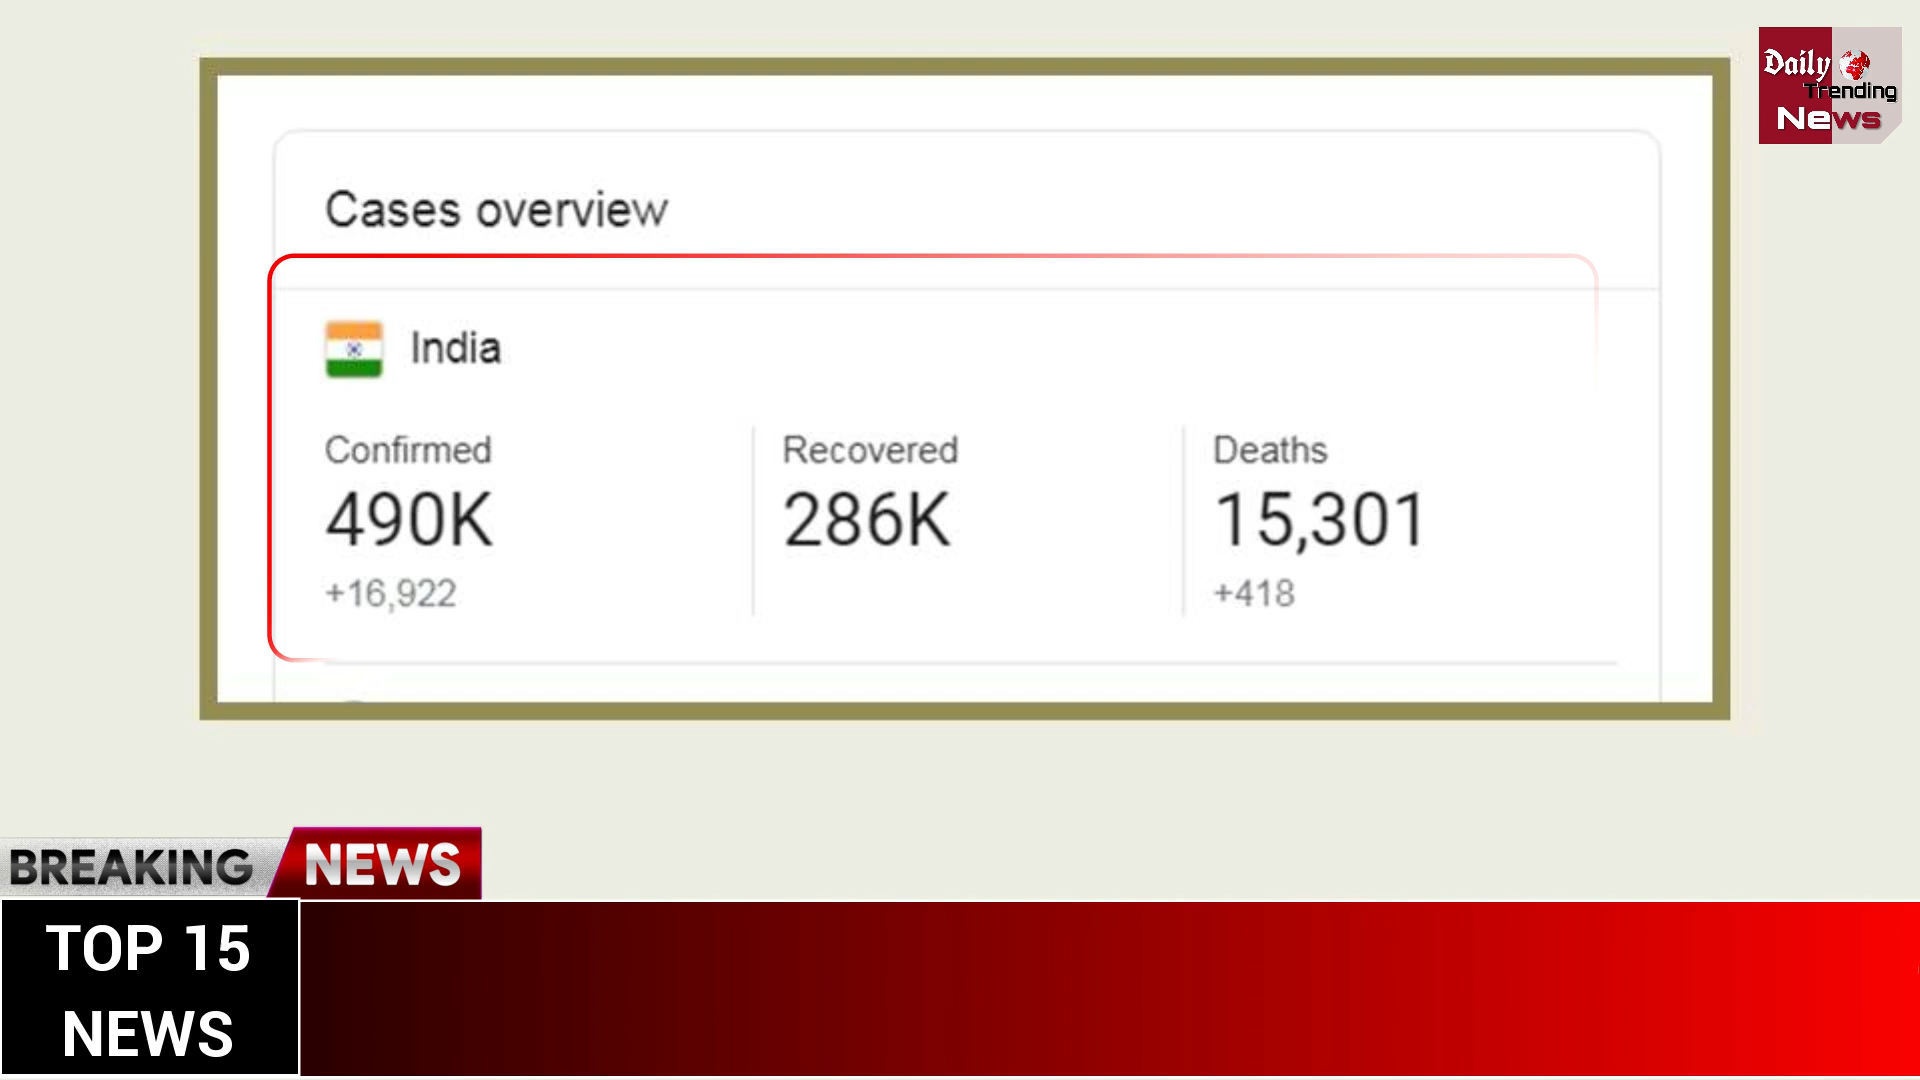 Daily
Trending
News
Cases overview
India
Confirmed Recovered Deaths
490K 286K 15,301
+16,922 +418
BREAKING NEWS
TOP 15
NEWS